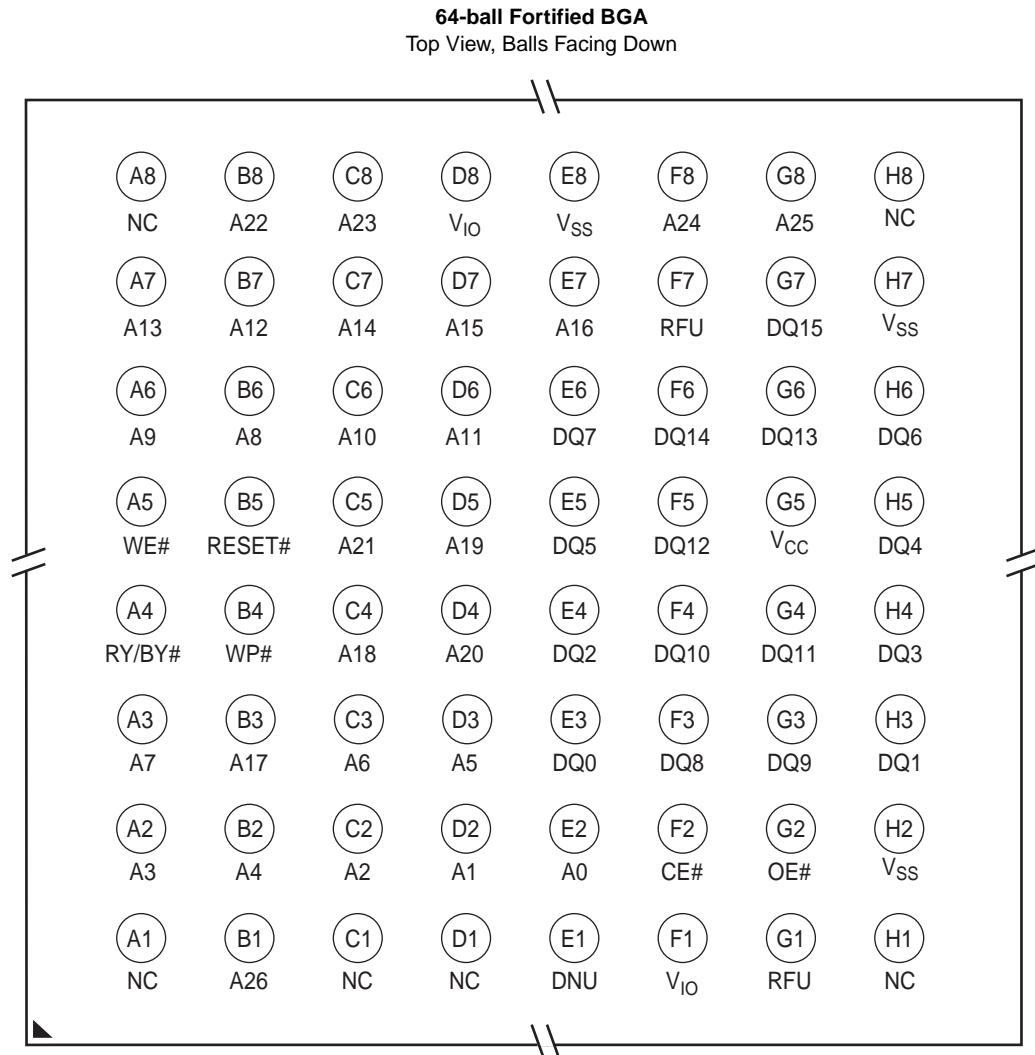 64-ball Fortified BGA
Top View, Balls Facing Down
A8 B8 C8 D8 E8 F8 G8 H8
NC A22 A23 VIO VSS A24 A25 NC
A7 B7 C7 D7 E7 F7 G7 H7
A13 A12 A14 A15 A16 RFU DQ15 VSS
A6 B6 C6 D6 E6 F6 G6 H6
A9 A8 A10 A11 DQ7 DQ14 DQ13 DQ6
A5 B5 C5 D5 E5 F5 G5 H5
WE# RESET# A21 A19 DQ5 DQ12 VCC DQ4
A4 B4 C4 D4 E4 F4 G4 H4
RY/BY# WP# A18 A20 DQ2 DQ10 DQ11 DQ3
A3 B3 C3 D3 E3 F3 G3 H3
A7 A17 A6 A5 DQ0 DQ8 DQ9 DQ1
A2 B2 C2 D2 E2 F2 G2 H2
A3 A4 A2 A1 A0 CE# OE# VSS
A1 B1 C1 D1 E1 F1 G1 H1
NC A26 NC NC DNU VIO RFU NC